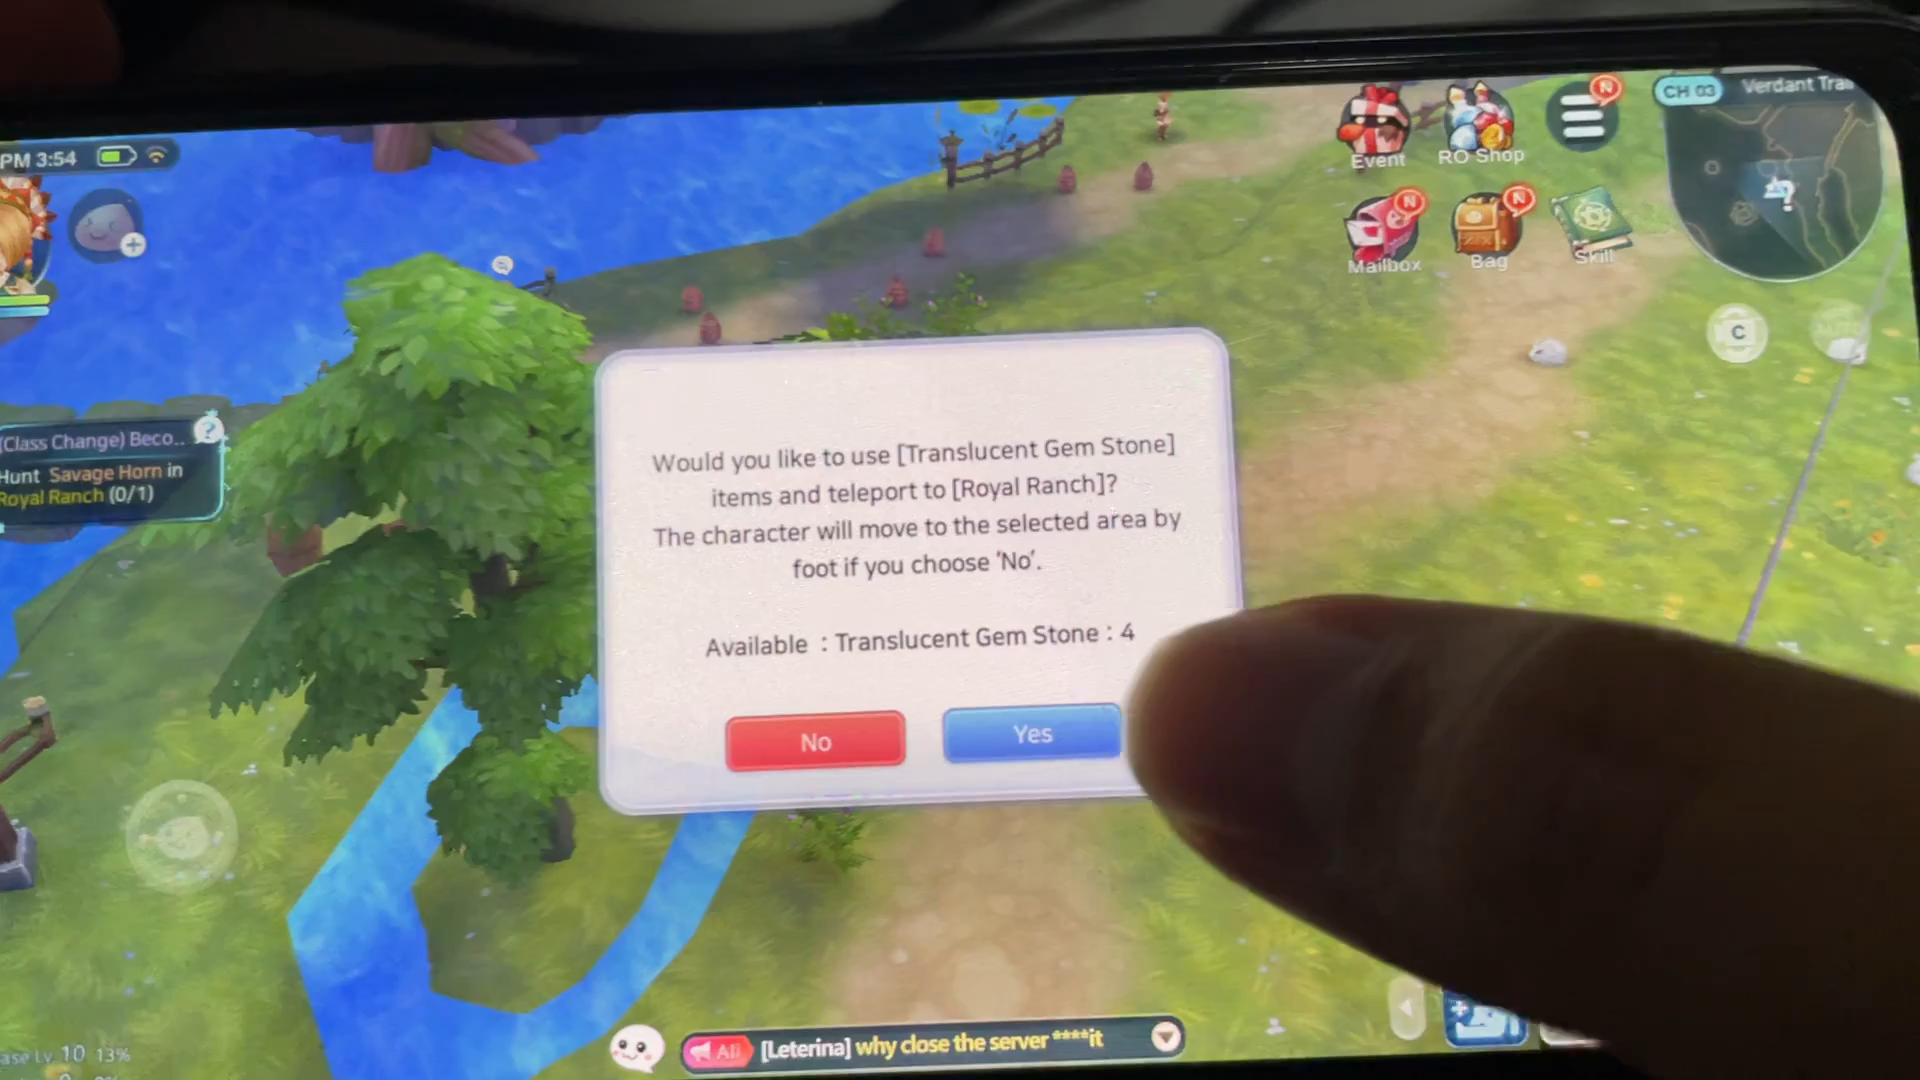 PM 3:54
Event
RO Shop
N
CH 03
Verdant Trai
Mailbox
N
Bag
N
Skill
C
(Class Change) Beco..
?
Hunt Savage Horn in
Royal Ranch (0/1)
Would you like to use [Translucent Gem Stone]
items and teleport to [Royal Ranch]?
The character will move to the selected area by
foot if you choose 'No'.
Available : Translucent Gem Stone : 4
No
Yes
All
[Leterina] why close the server ****it
ase Lv. 10 13%